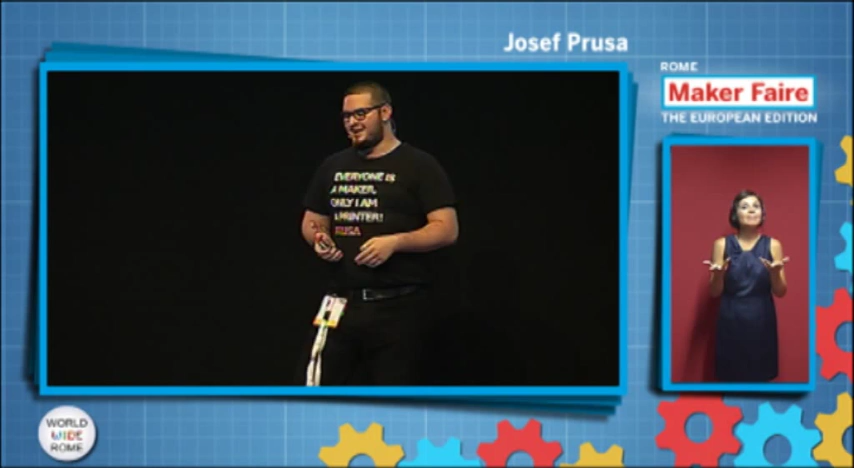 Josef Prusa
ROME
Maker Faire
THE EUROPEAN EDITION
EVERYONE IS
A MAKER,
ONLY I AM
PRINTER!
WORLD
WIDE
ROME